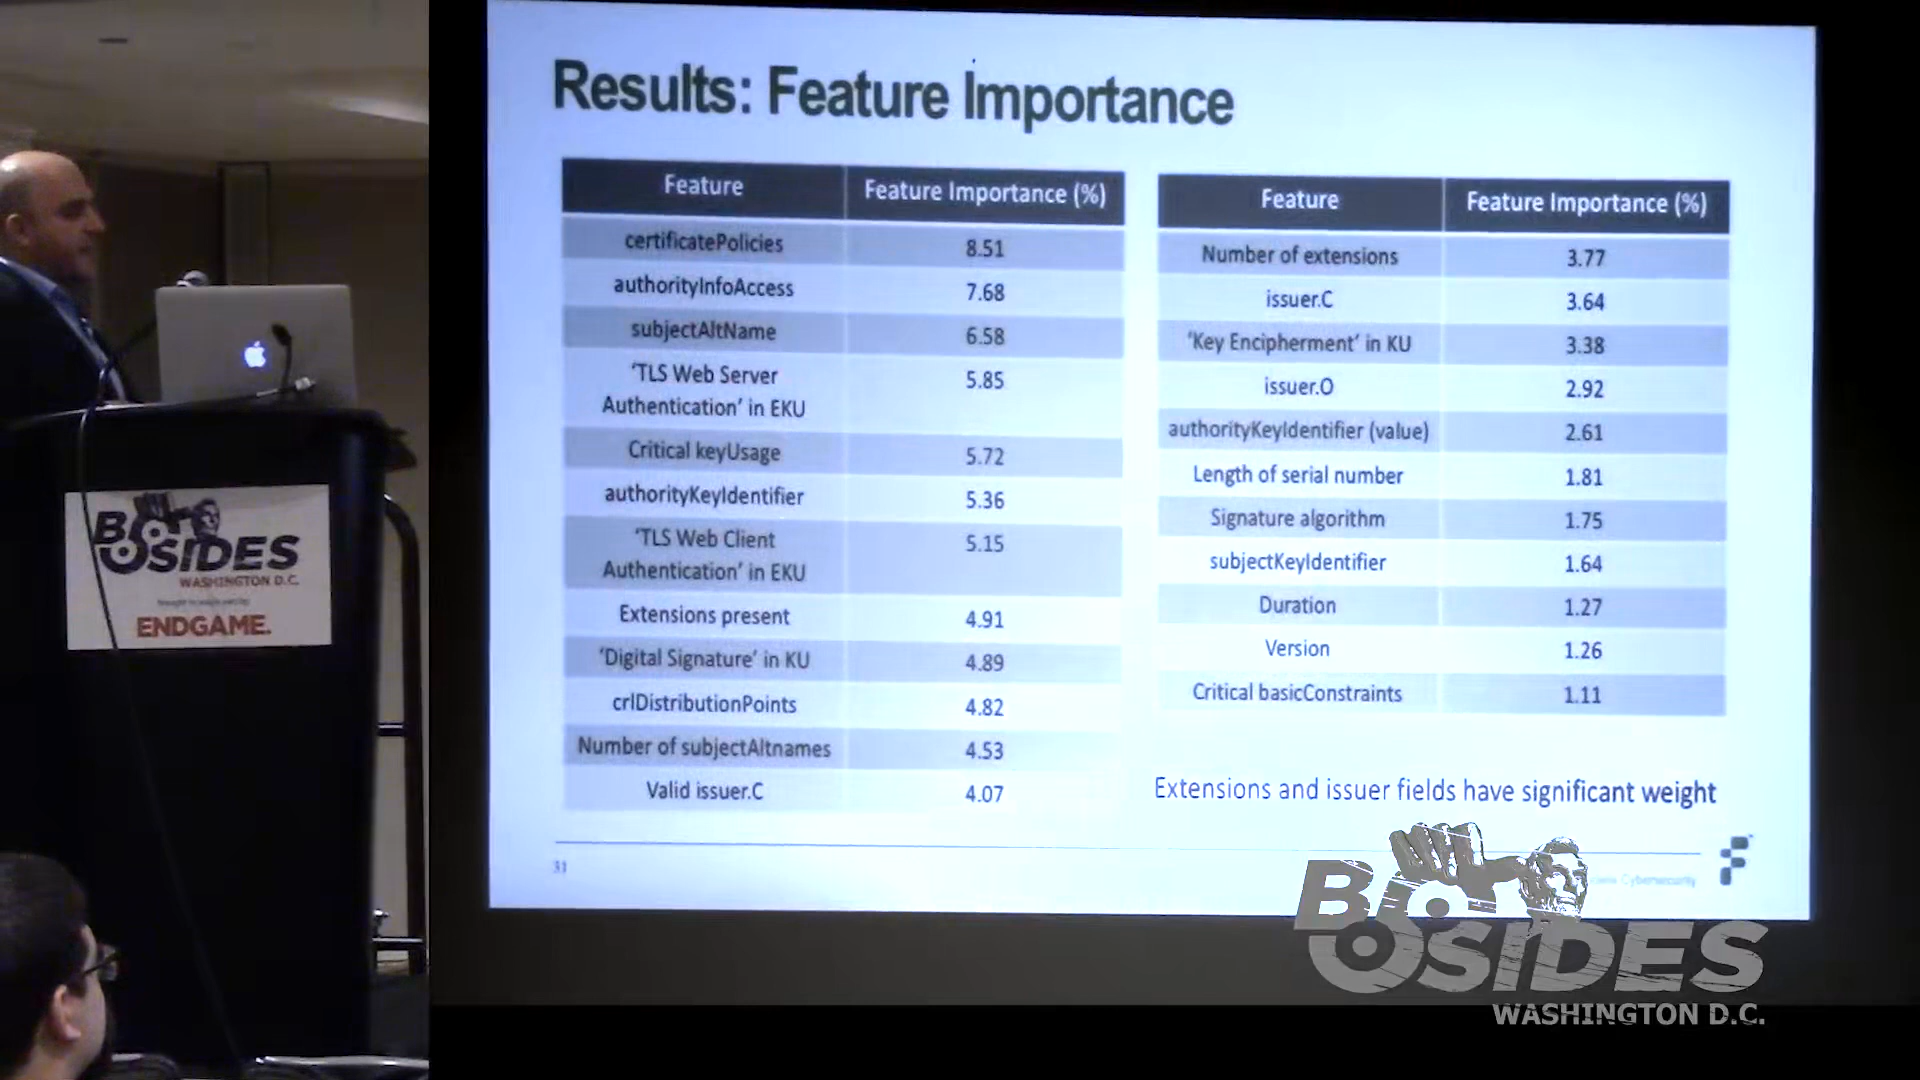 Results: Feature Importance
Feature Feature Importance (%)
certificatePolicies 8.51
authorityInfoAccess 7.68
subjectAltName 6.58
'TLS Web Server 5.85
Authentication' in EKU
Critical keyUsage 5.72
authorityKeyIdentifier 5.36
'TLS Web Client 5.15
Authentication' in EKU
Extensions present 4.91
'Digital Signature' in KU 4.89
crlDistributionPoints 4.82
Number of subjectAltnames 4.53
Valid issuer.C 4.07
Feature Feature Importance (%)
Number of extensions 3.77
issuer.C 3.64
'Key Encipherment' in KU 3.38
issuer.O 2.92
authorityKeyIdentifier (value) 2.61
Length of serial number 1.81
Signature algorithm 1.75
subjectKeyIdentifier 1.64
Duration 1.27
Version 1.26
Critical basicConstraints 1.11
Extensions and issuer fields have significant weight
31
Cybersecurity
BSIDES
WASHINGTON D.C.
ENDGAME.
BSIDES
WASHINGTON D.C.